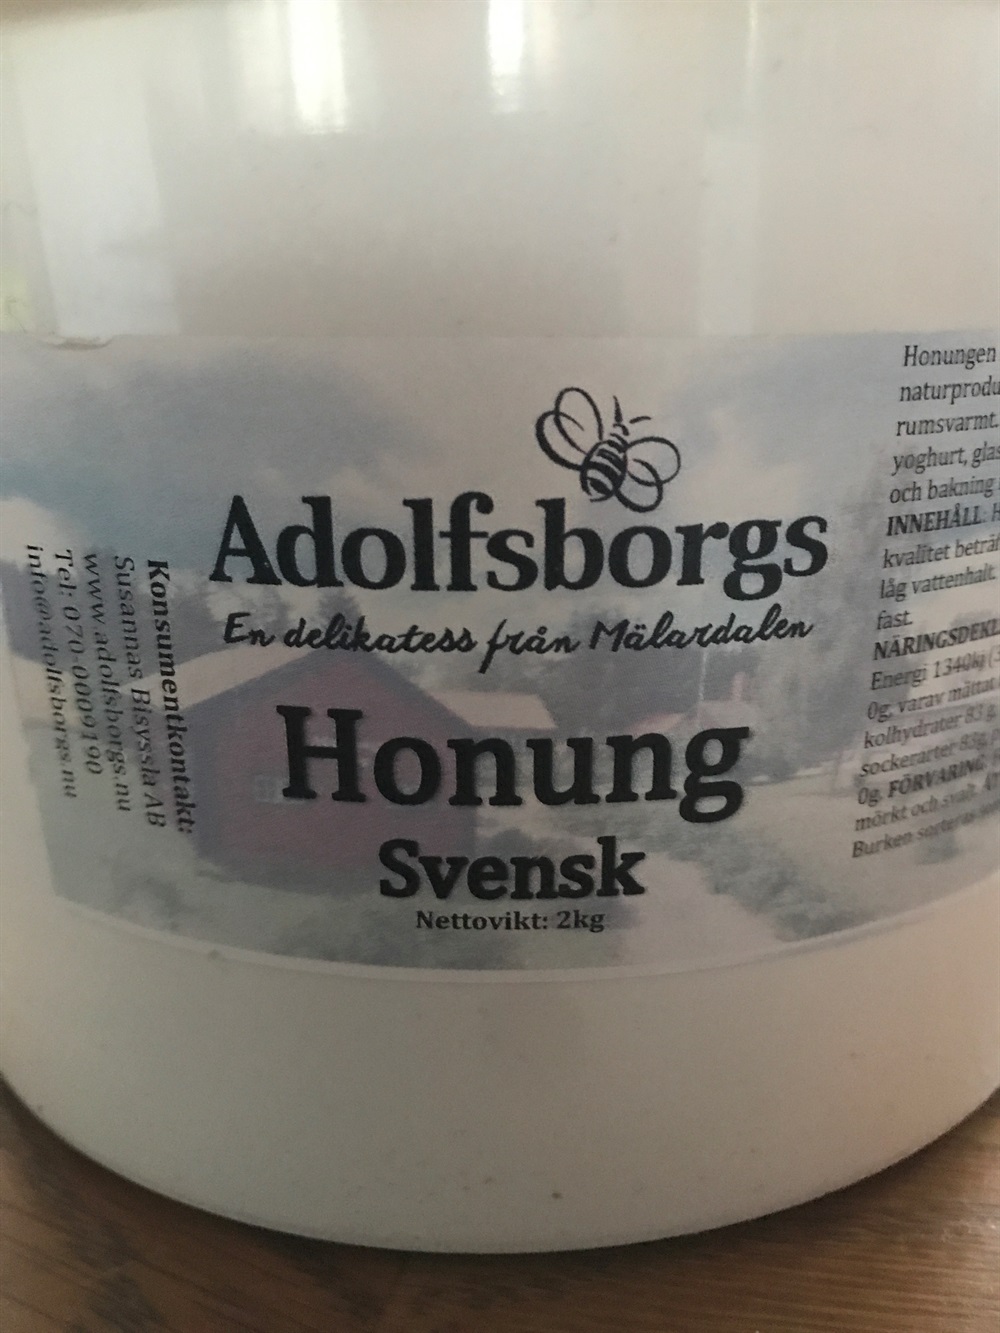 Adolfsborgs
En delikatess från Mälardalen
Honung
Svensk
Nettovikt: 2kg
Konsumentkontakt:
Susannas Bisyssla AB
www.adolfsborgs.nu
Tel: 070-0009190
info@adolfsborgs.nu
Honungen
naturprodu
rumsvarmt.
yoghurt, glas
och bakning
INNEHÅLL: H
kvalitet beträf
låg vattenhalt.
fast.
NÄRINGSDEKL
Energi 1340kj (3
0g, varav mättat
kolhydrater 83 g,
sockerarter 83g,
0g. FÖRVARING:
mörkt och svalt.
Burken sorteras